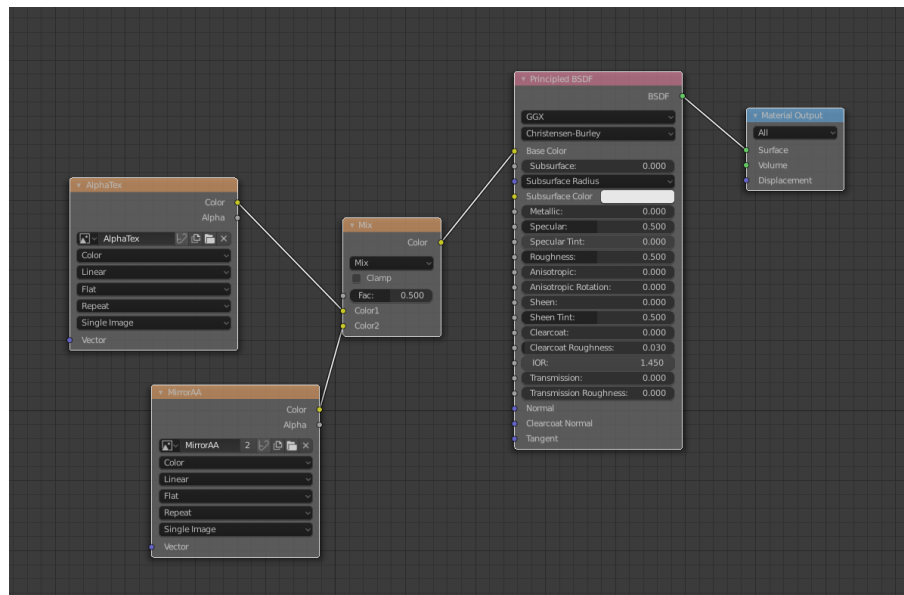 AlphaTex
Color
Alpha
AlphaTex
Color
Linear
Flat
Repeat
Single Image
Vector
MirrorAA
Color
Alpha
MirrorAA 2
Color
Linear
Flat
Repeat
Single Image
Vector
Mix
Color
Mix
Clamp
Fac: 0.500
Color1
Color2
Principled BSDF
BSDF
GGX
Christensen-Burley
Base Color
Subsurface: 0.000
Subsurface Radius
Subsurface Color
Metallic: 0.000
Specular: 0.500
Specular Tint: 0.000
Roughness: 0.500
Anisotropic: 0.000
Anisotropic Rotation: 0.000
Sheen: 0.000
Sheen Tint: 0.500
Clearcoat: 0.000
Clearcoat Roughness: 0.030
IOR: 1.450
Transmission: 0.000
Transmission Roughness: 0.000
Normal
Clearcoat Normal
Tangent
Material Output
All
Surface
Volume
Displacement